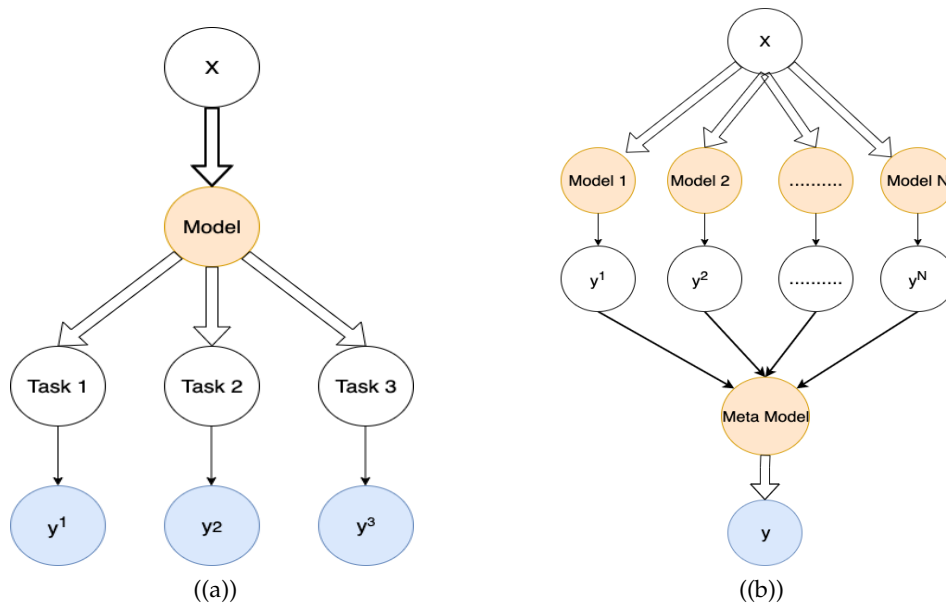 x
Model
Task 1 Task 2 Task 3
y¹ y2 y³
((a))
x
Model 1 Model 2 .......... Model N
y¹ y² .......... yᴺ
Meta Model
y
((b))